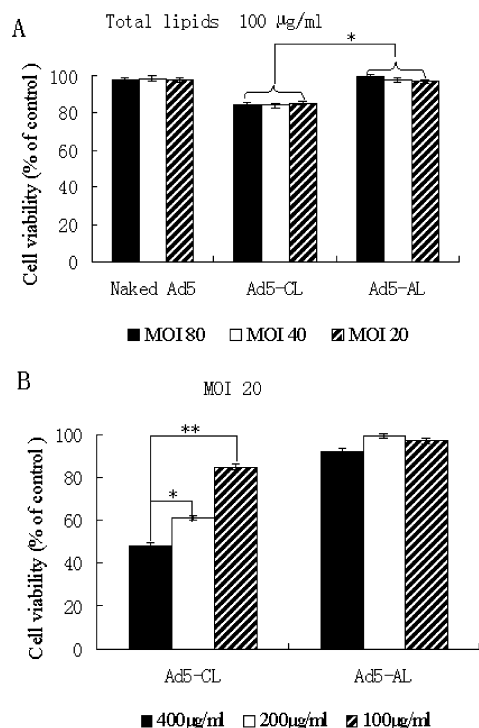 A
Total lipids 100 μg/ml
*
Cell viability (% of control )
100
80
60
40
20
0
Naked Ad5 Ad5-CL Ad5-AL
MOI 80 MOI 40 MOI 20
B
MOI 20
**
*
Cell viability (% of control )
100
80
60
40
20
0
Ad5-CL Ad5-AL
400μg/ml 200μg/ml 100μg/ml